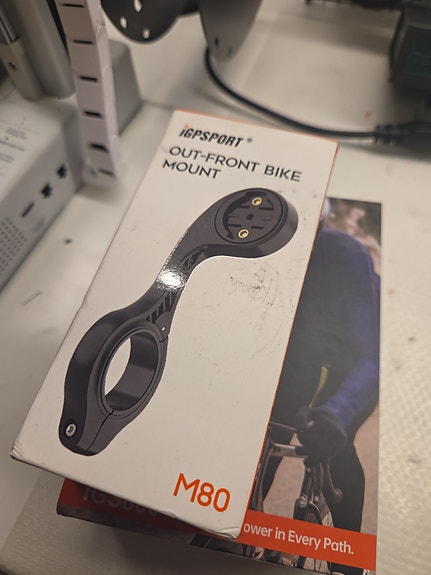 iGPSPORT®
OUT-FRONT BIKE
MOUNT
M80
ower in Every Path.